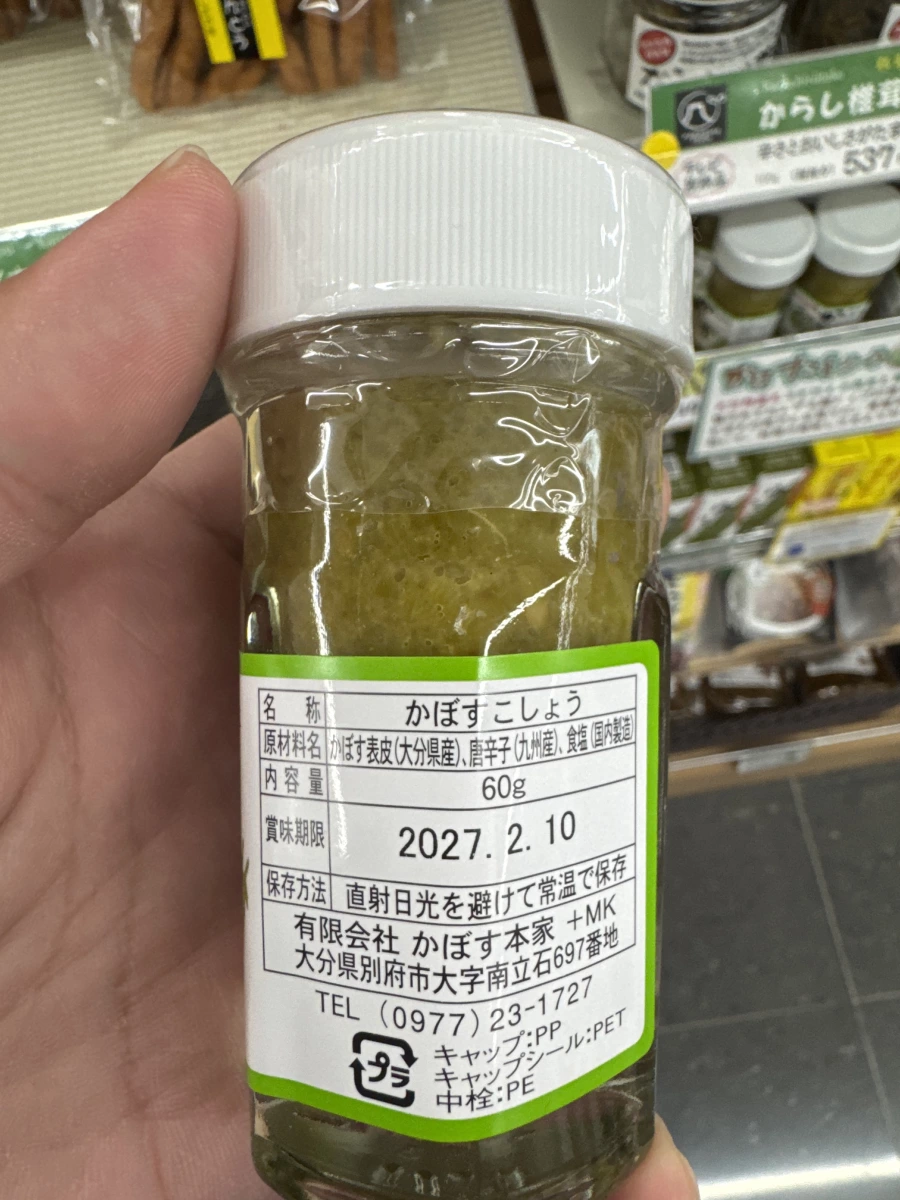 からし椎茸
537
名称 かぼすこしょう
原材料名 かぼす表皮(大分県産)、唐辛子(九州産)、食塩(国内製造)
内容量 60g
賞味期限 2027. 2. 10
保存方法 直射日光を避けて常温で保存
有限会社 かぼす本家 +MK
大分県別府市大字南立石697番地
TEL (0977) 23-1727
プラ
キャップ:PP
キャップシール:PET
中栓:PE